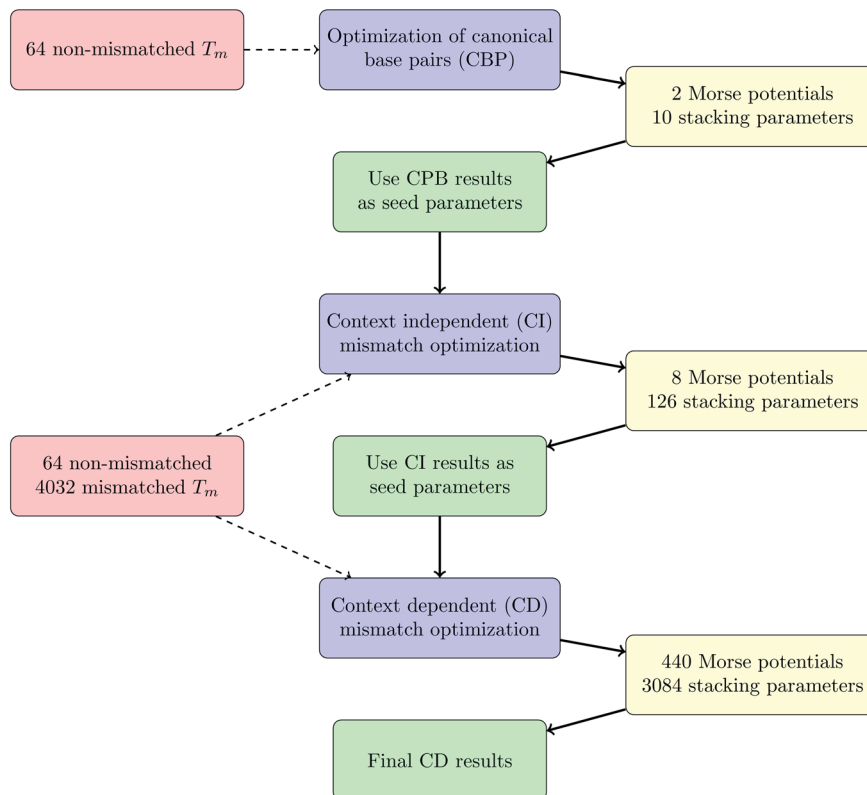 64 non-mismatched Tm
Optimization of canonical
base pairs (CBP)
2 Morse potentials
10 stacking parameters
Use CPB results
as seed parameters
Context independent (CI)
mismatch optimization
8 Morse potentials
126 stacking parameters
64 non-mismatched
4032 mismatched Tm
Use CI results as
seed parameters
Context dependent (CD)
mismatch optimization
440 Morse potentials
3084 stacking parameters
Final CD results